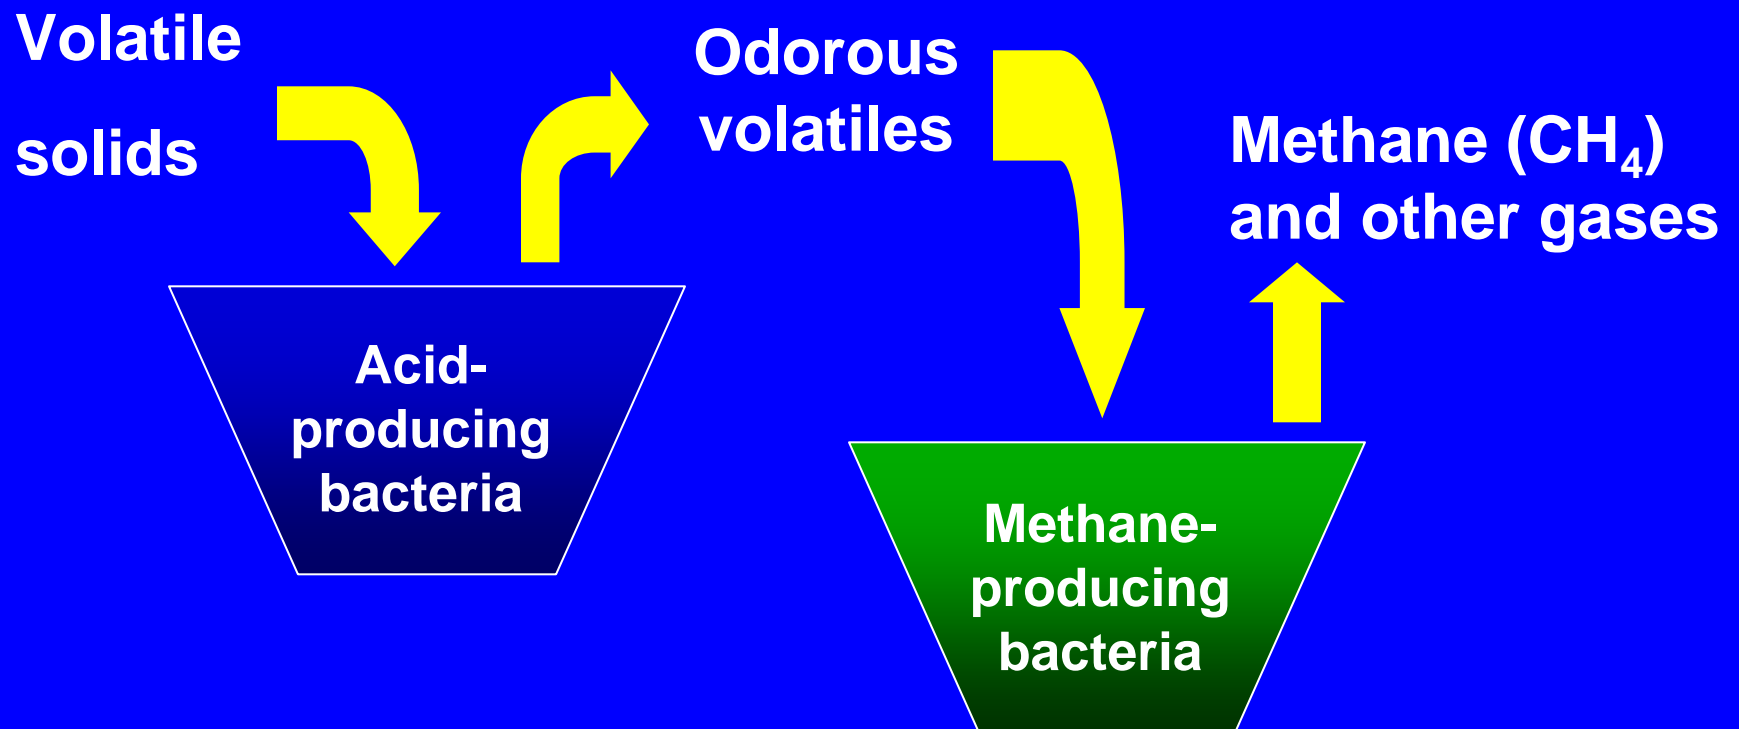 Volatile
solids
Odorous
volatiles
Methane (CH₄)
and other gases
Acid-
producing
bacteria
Methane-
producing
bacteria